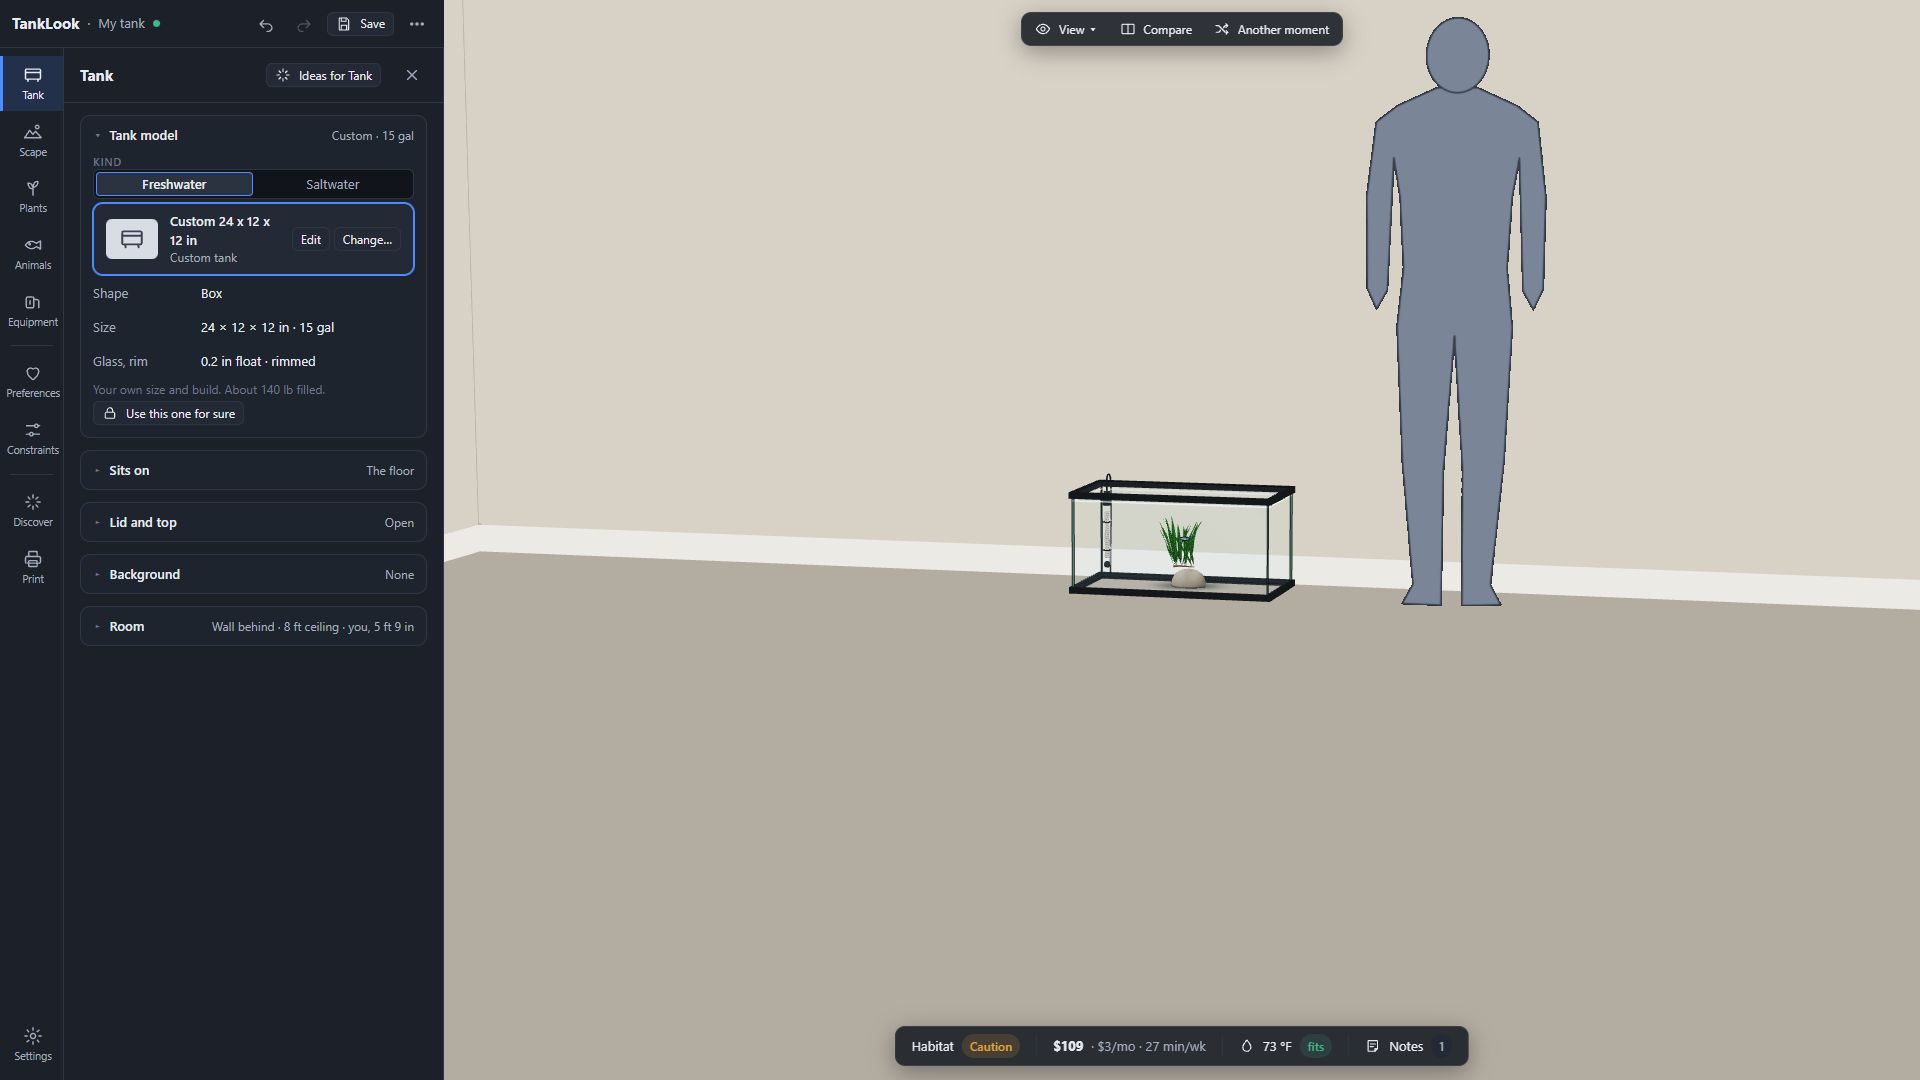 TankLook · My tank
Save
View
Compare
Another moment
Tank
Scape
Plants
Animals
Equipment
Preferences
Constraints
Discover
Print
Settings
Tank
Ideas for Tank
Tank model
Custom · 15 gal
KIND
Freshwater
Saltwater
Custom 24 x 12 x
12 in
Custom tank
Edit
Change...
Shape
Box
Size
24 × 12 × 12 in · 15 gal
Glass, rim
0.2 in float · rimmed
Your own size and build. About 140 lb filled.
Use this one for sure
Sits on
The floor
Lid and top
Open
Background
None
Room
Wall behind · 8 ft ceiling · you, 5 ft 9 in
Habitat
Caution
$109 · $3/mo · 27 min/wk
73 °F
fits
Notes
1